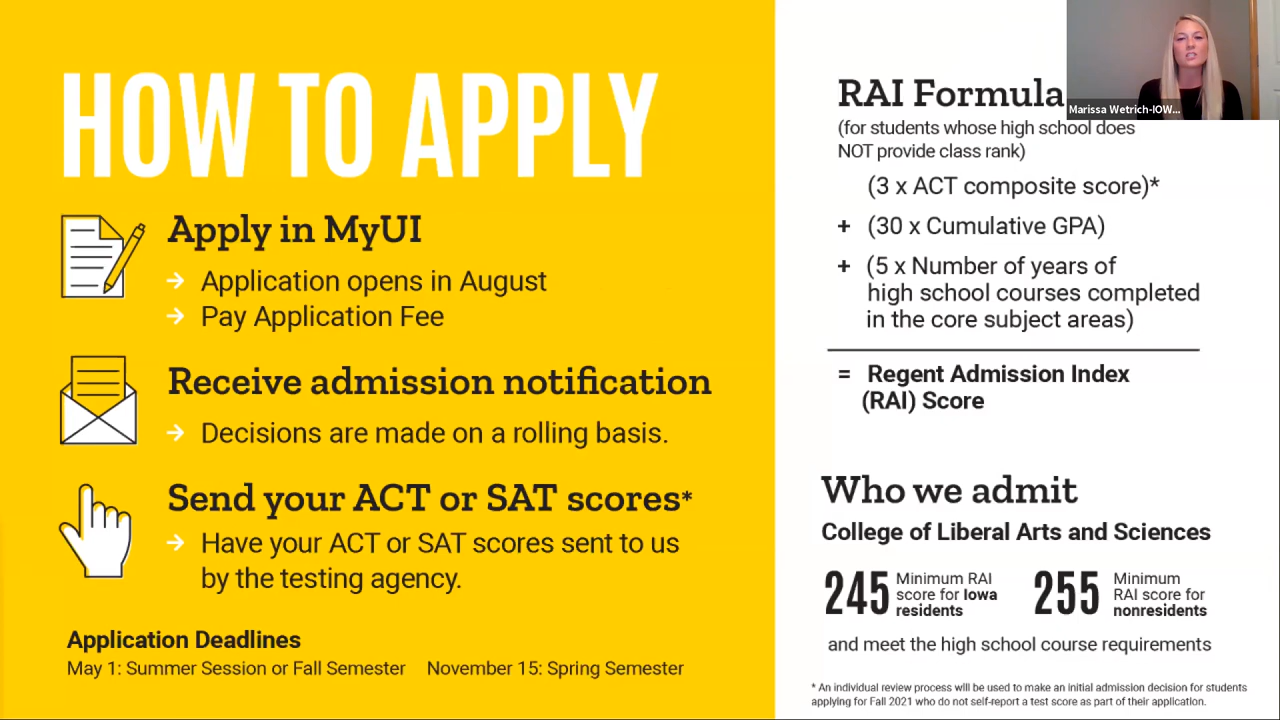 HOW TO APPLY
Apply in MyUI
→ Application opens in August
→ Pay Application Fee
Receive admission notification
→ Decisions are made on a rolling basis.
Send your ACT or SAT scores*
→ Have your ACT or SAT scores sent to us
by the testing agency.
Application Deadlines
May 1: Summer Session or Fall Semester November 15: Spring Semester
RAI Formula
(for students whose high school does
NOT provide class rank)
(3 x ACT composite score)*
+ (30 x Cumulative GPA)
+ (5 x Number of years of
high school courses completed
in the core subject areas)
= Regent Admission Index
(RAI) Score
Who we admit
College of Liberal Arts and Sciences
245 Minimum RAI
score for Iowa
residents
255 Minimum
RAI score for
nonresidents
and meet the high school course requirements
* An individual review process will be used to make an initial admission decision for students
applying for Fall 2021 who do not self-report a test score as part of their application.
Marissa Wetrich-IOW...